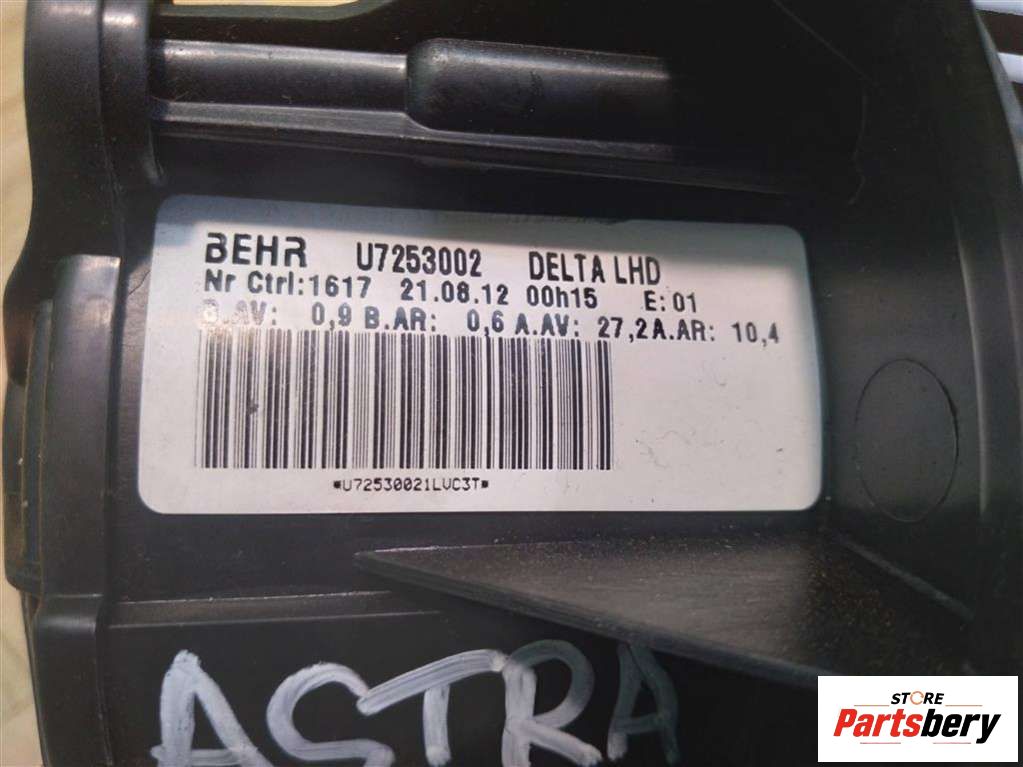 BEHR U7253002 DELTA LHD
Nr Ctrl:1617 21.08.12 00h15 E:01
B.AV: 0,9 B.AR: 0,6 A.AV: 27,2A.AR: 10,4
*U72530021LVC3T*
ASTRA
STORE
Partsbery